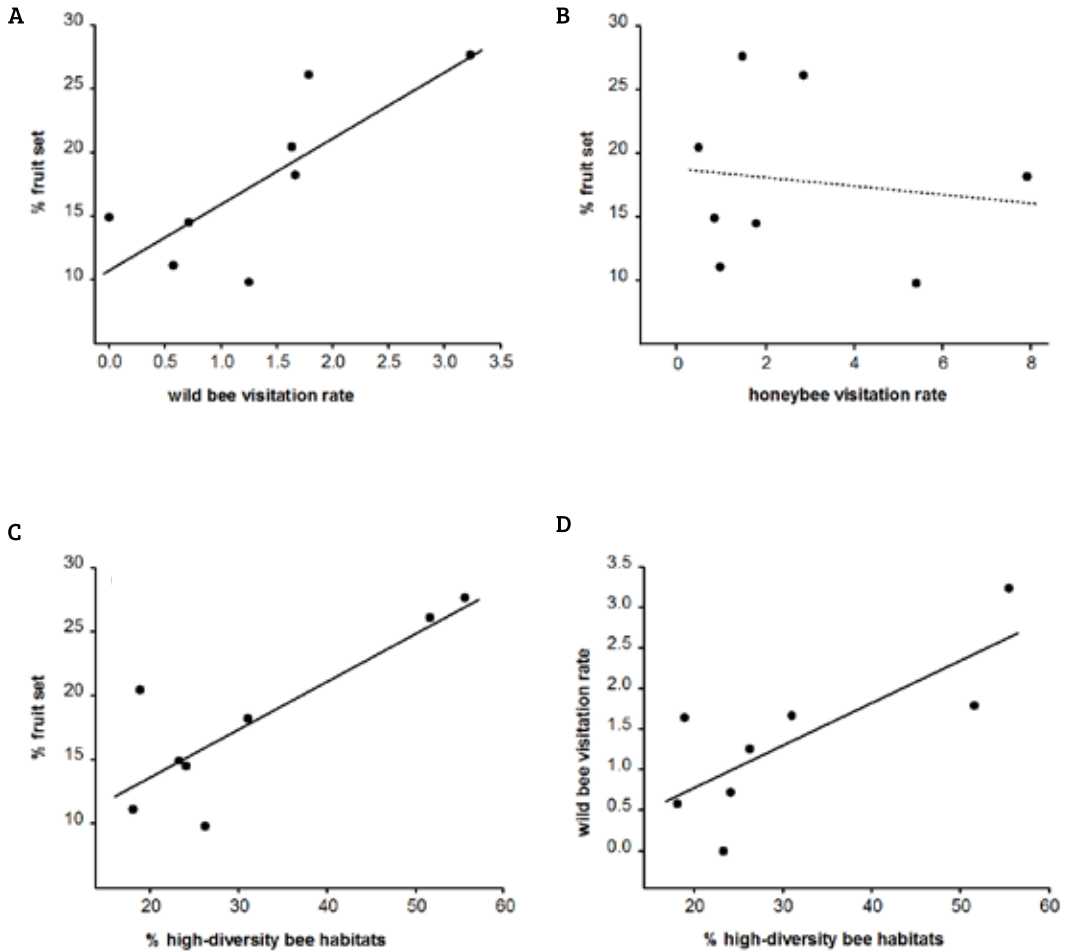 A
30
25
20
15
10
% fruit set
0.0 0.5 1.0 1.5 2.0 2.5 3.0 3.5
wild bee visitation rate
B
30
25
20
15
10
% fruit set
0 2 4 6 8
honeybee visitation rate
C
30
25
20
15
10
% fruit set
20 30 40 50 60
% high-diversity bee habitats
D
3.5
3.0
2.5
2.0
1.5
1.0
0.5
0.0
wild bee visitation rate
20 30 40 50 60
% high-diversity bee habitats